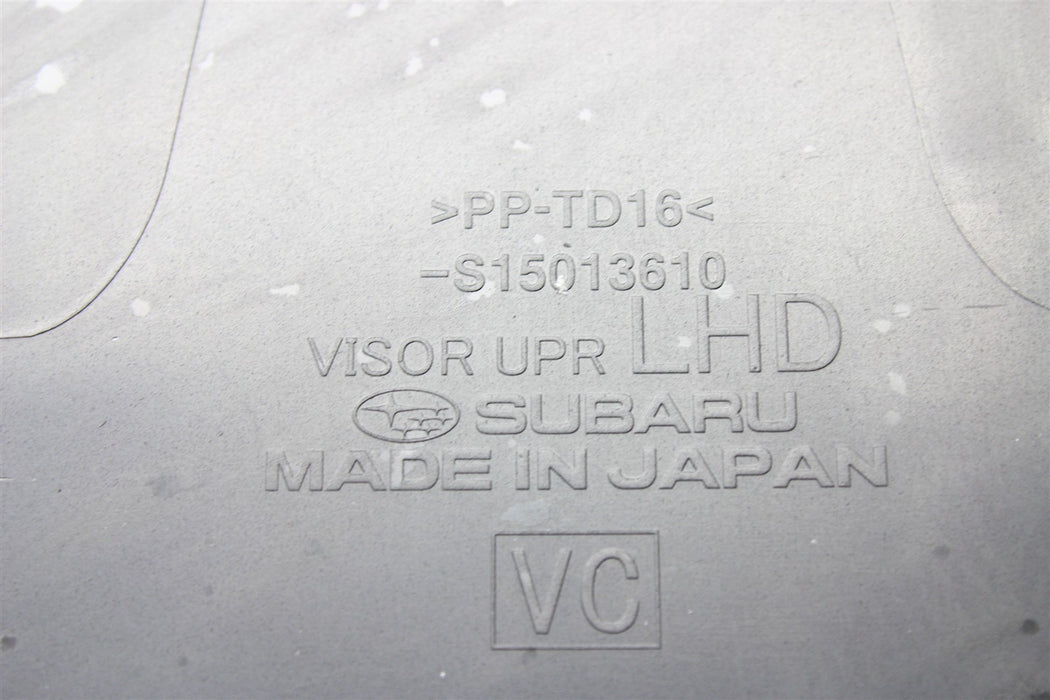 >PP-TD16<
-S15013610
VISOR UPR LHD
SUBARU
MADE IN JAPAN
VC